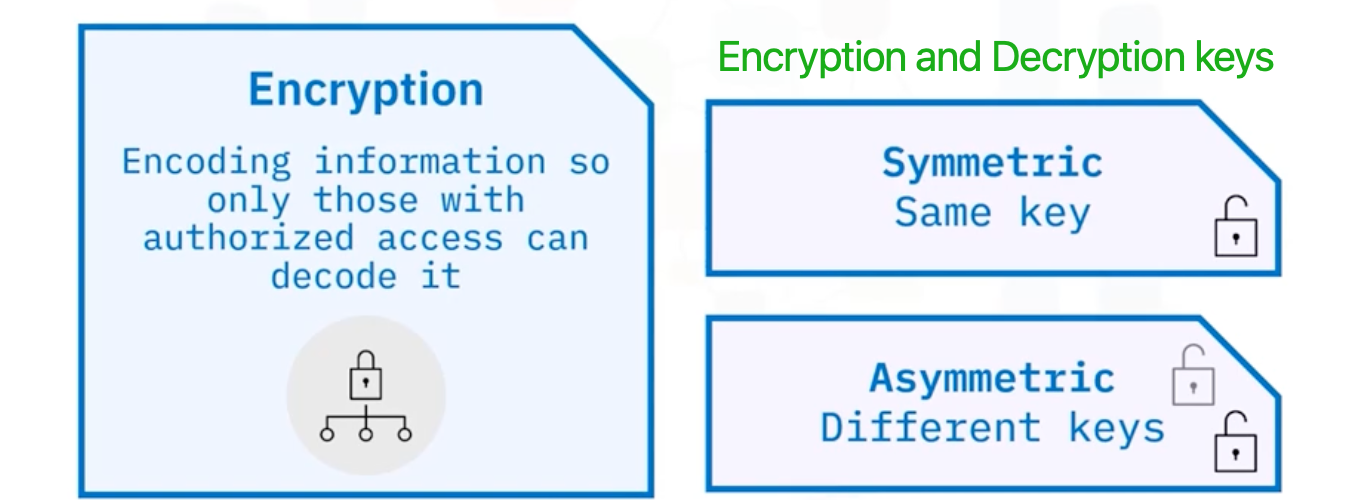 Encryption
Encoding information so
only those with
authorized access can
decode it
Encryption and Decryption keys
Symmetric
Same key
Asymmetric
Different keys